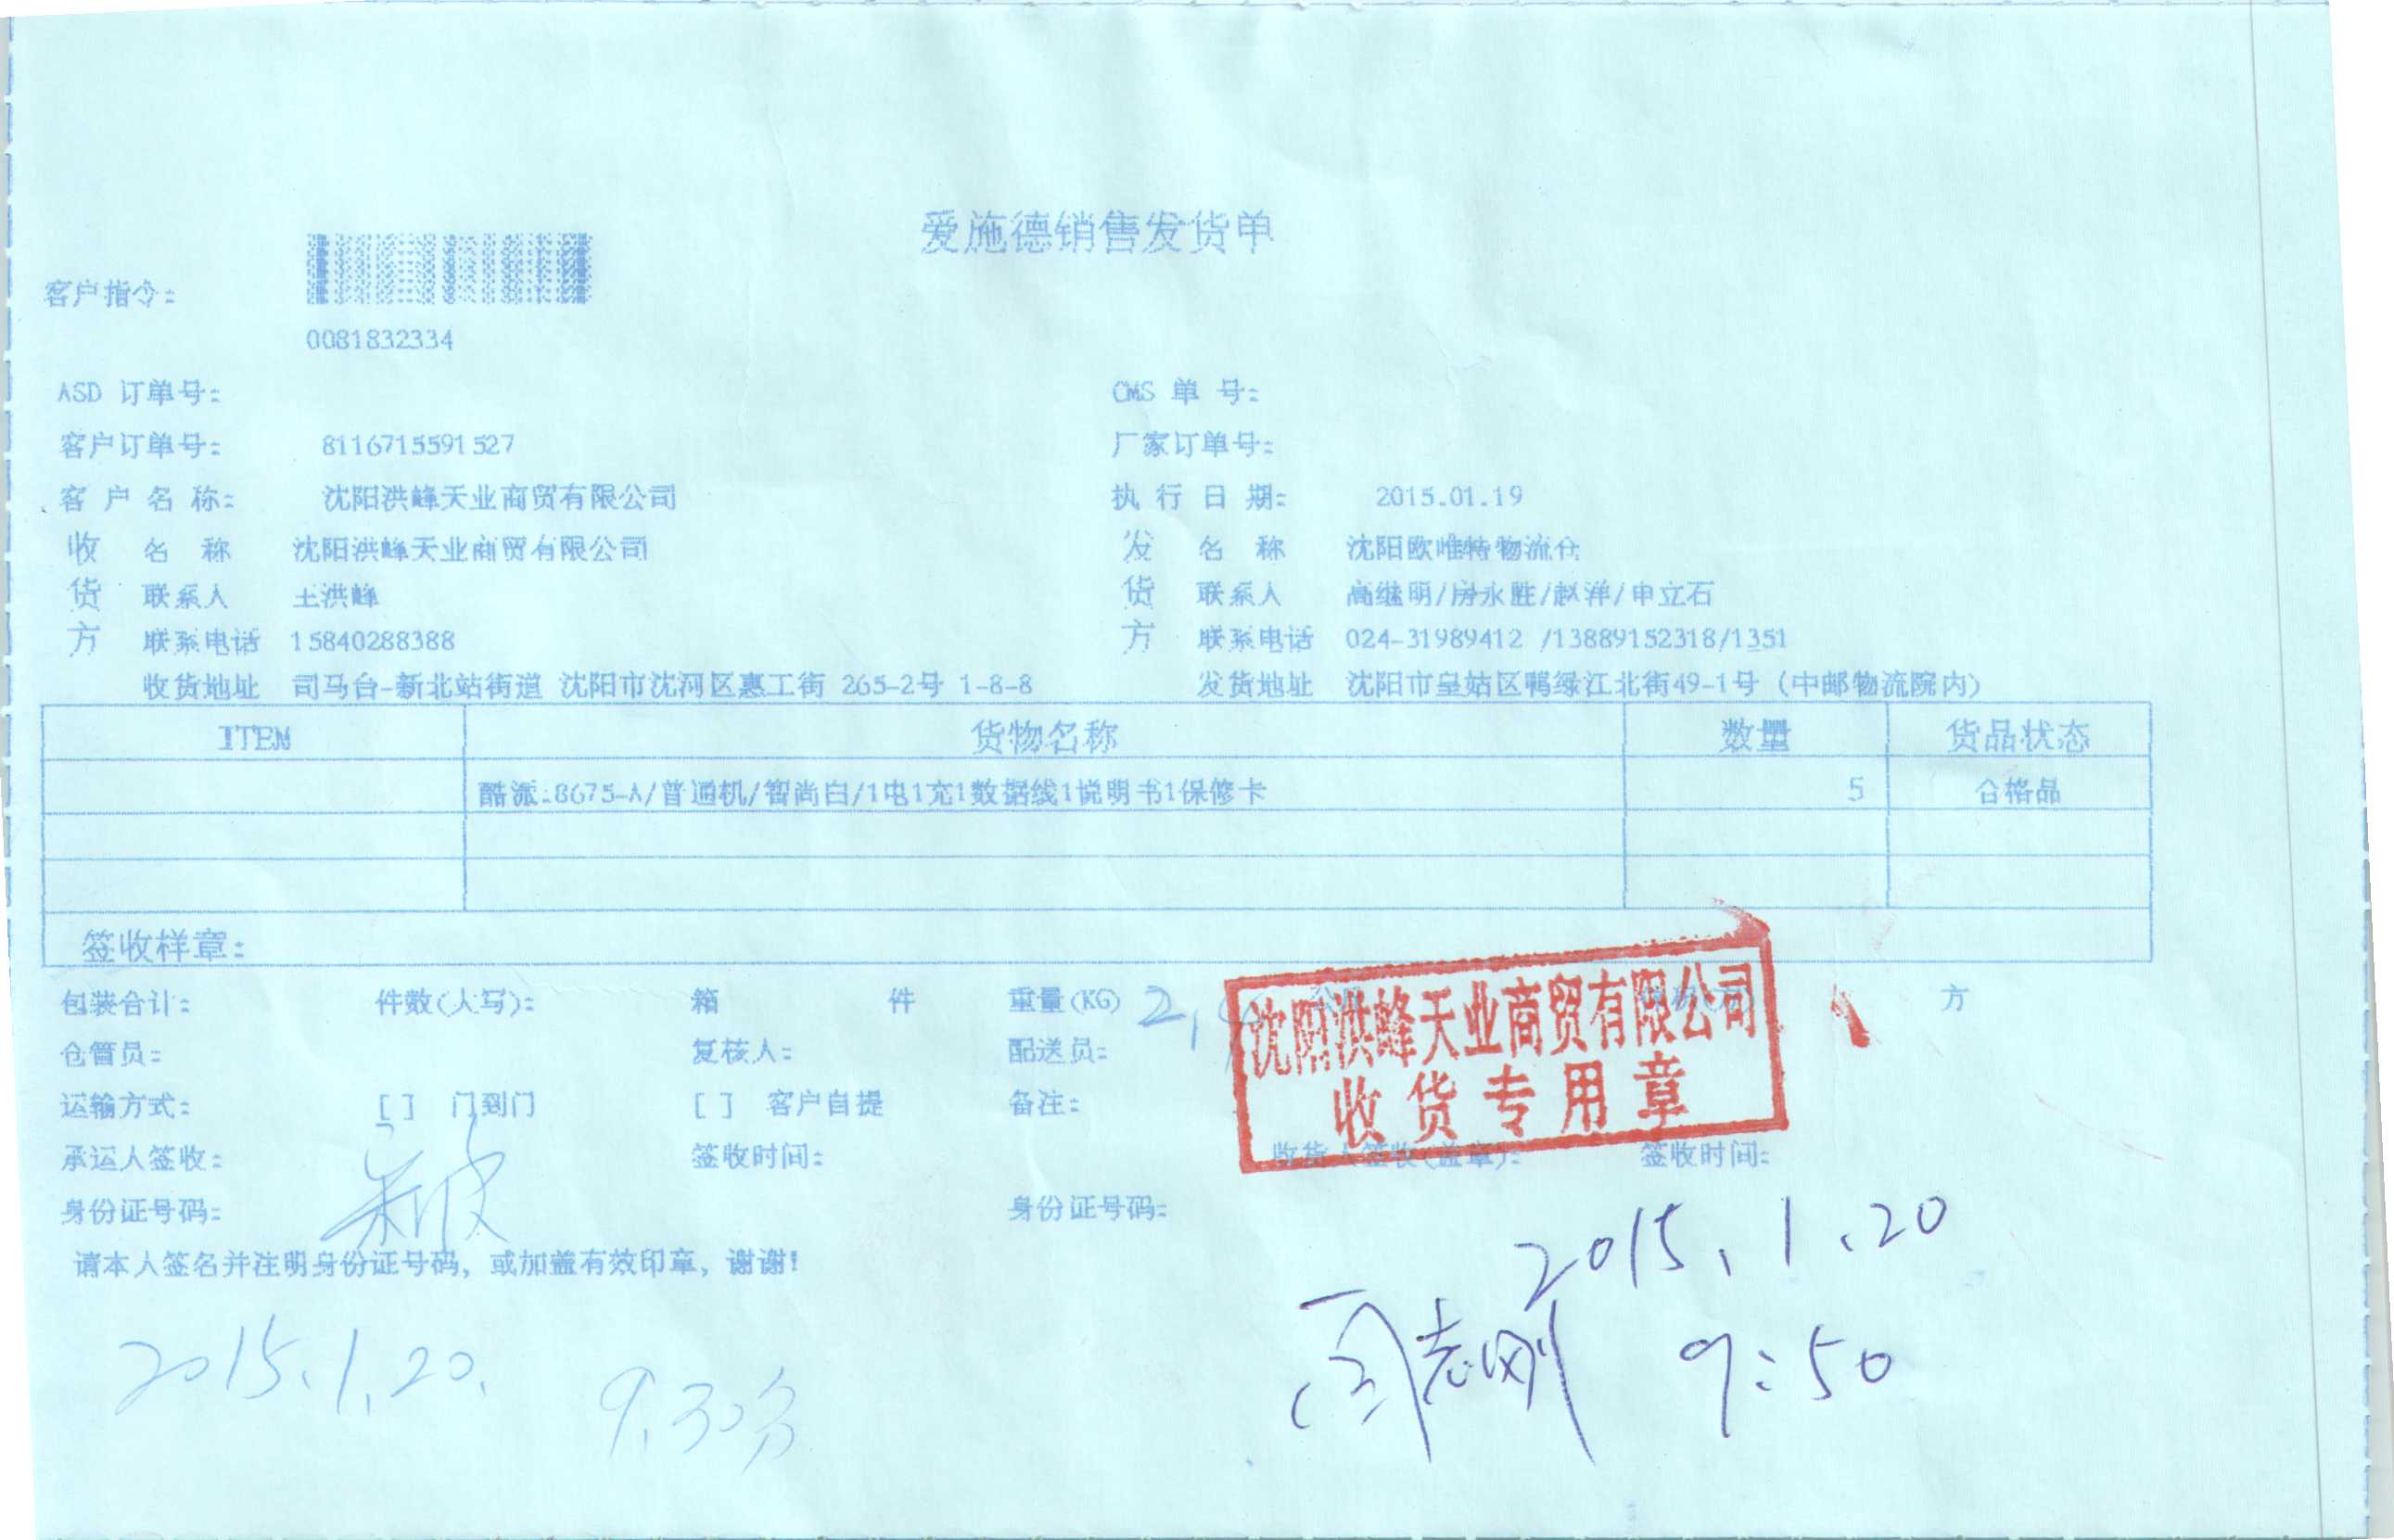 爱施德销售发货单
客户指令:
0081832334
ASD 订单号: CMS 单 号:
客户订单号: 8116715591527 厂家订单号:
客 户 名 称: 沈阳洪峰天业商贸有限公司 执 行 日 期: 2015.01.19
收 名 称 沈阳洪峰天业商贸有限公司 发 名 称 沈阳欧唯特物流仓
货 联系人 王洪峰 货 联系人 高继明/房永胜/赵洋/申立石
方 联系电话 15840288388 方 联系电话 024-31989412 /13889152318/1351
收货地址 司马台-新北站街道 沈阳市沈河区惠工街 265-2号 1-8-8 发货地址 沈阳市皇姑区鸭绿江北街49-1号 (中邮物流院内)
ITEM 货物名称 数量 货品状态
酷派:8675-A/普通机/智尚白/1电1充1数据线1说明书1保修卡 5 合格品
签收样章:
包装合计: 件数(大写): 箱 件 重量(KG) 方
沈阳洪峰天业商贸有限公司
收货专用章
仓管员: 复核人: 配送员:
运输方式: [ ] 门到门 [ ] 客户自提 备注:
承运人签收: 签收时间: 收货人签收(盖章): 签收时间:
身份证号码: 身份证号码:
请本人签名并注明身份证号码，或加盖有效印章，谢谢!
2015.1.20
2015.1.20. 9.30分
志刚 9:50